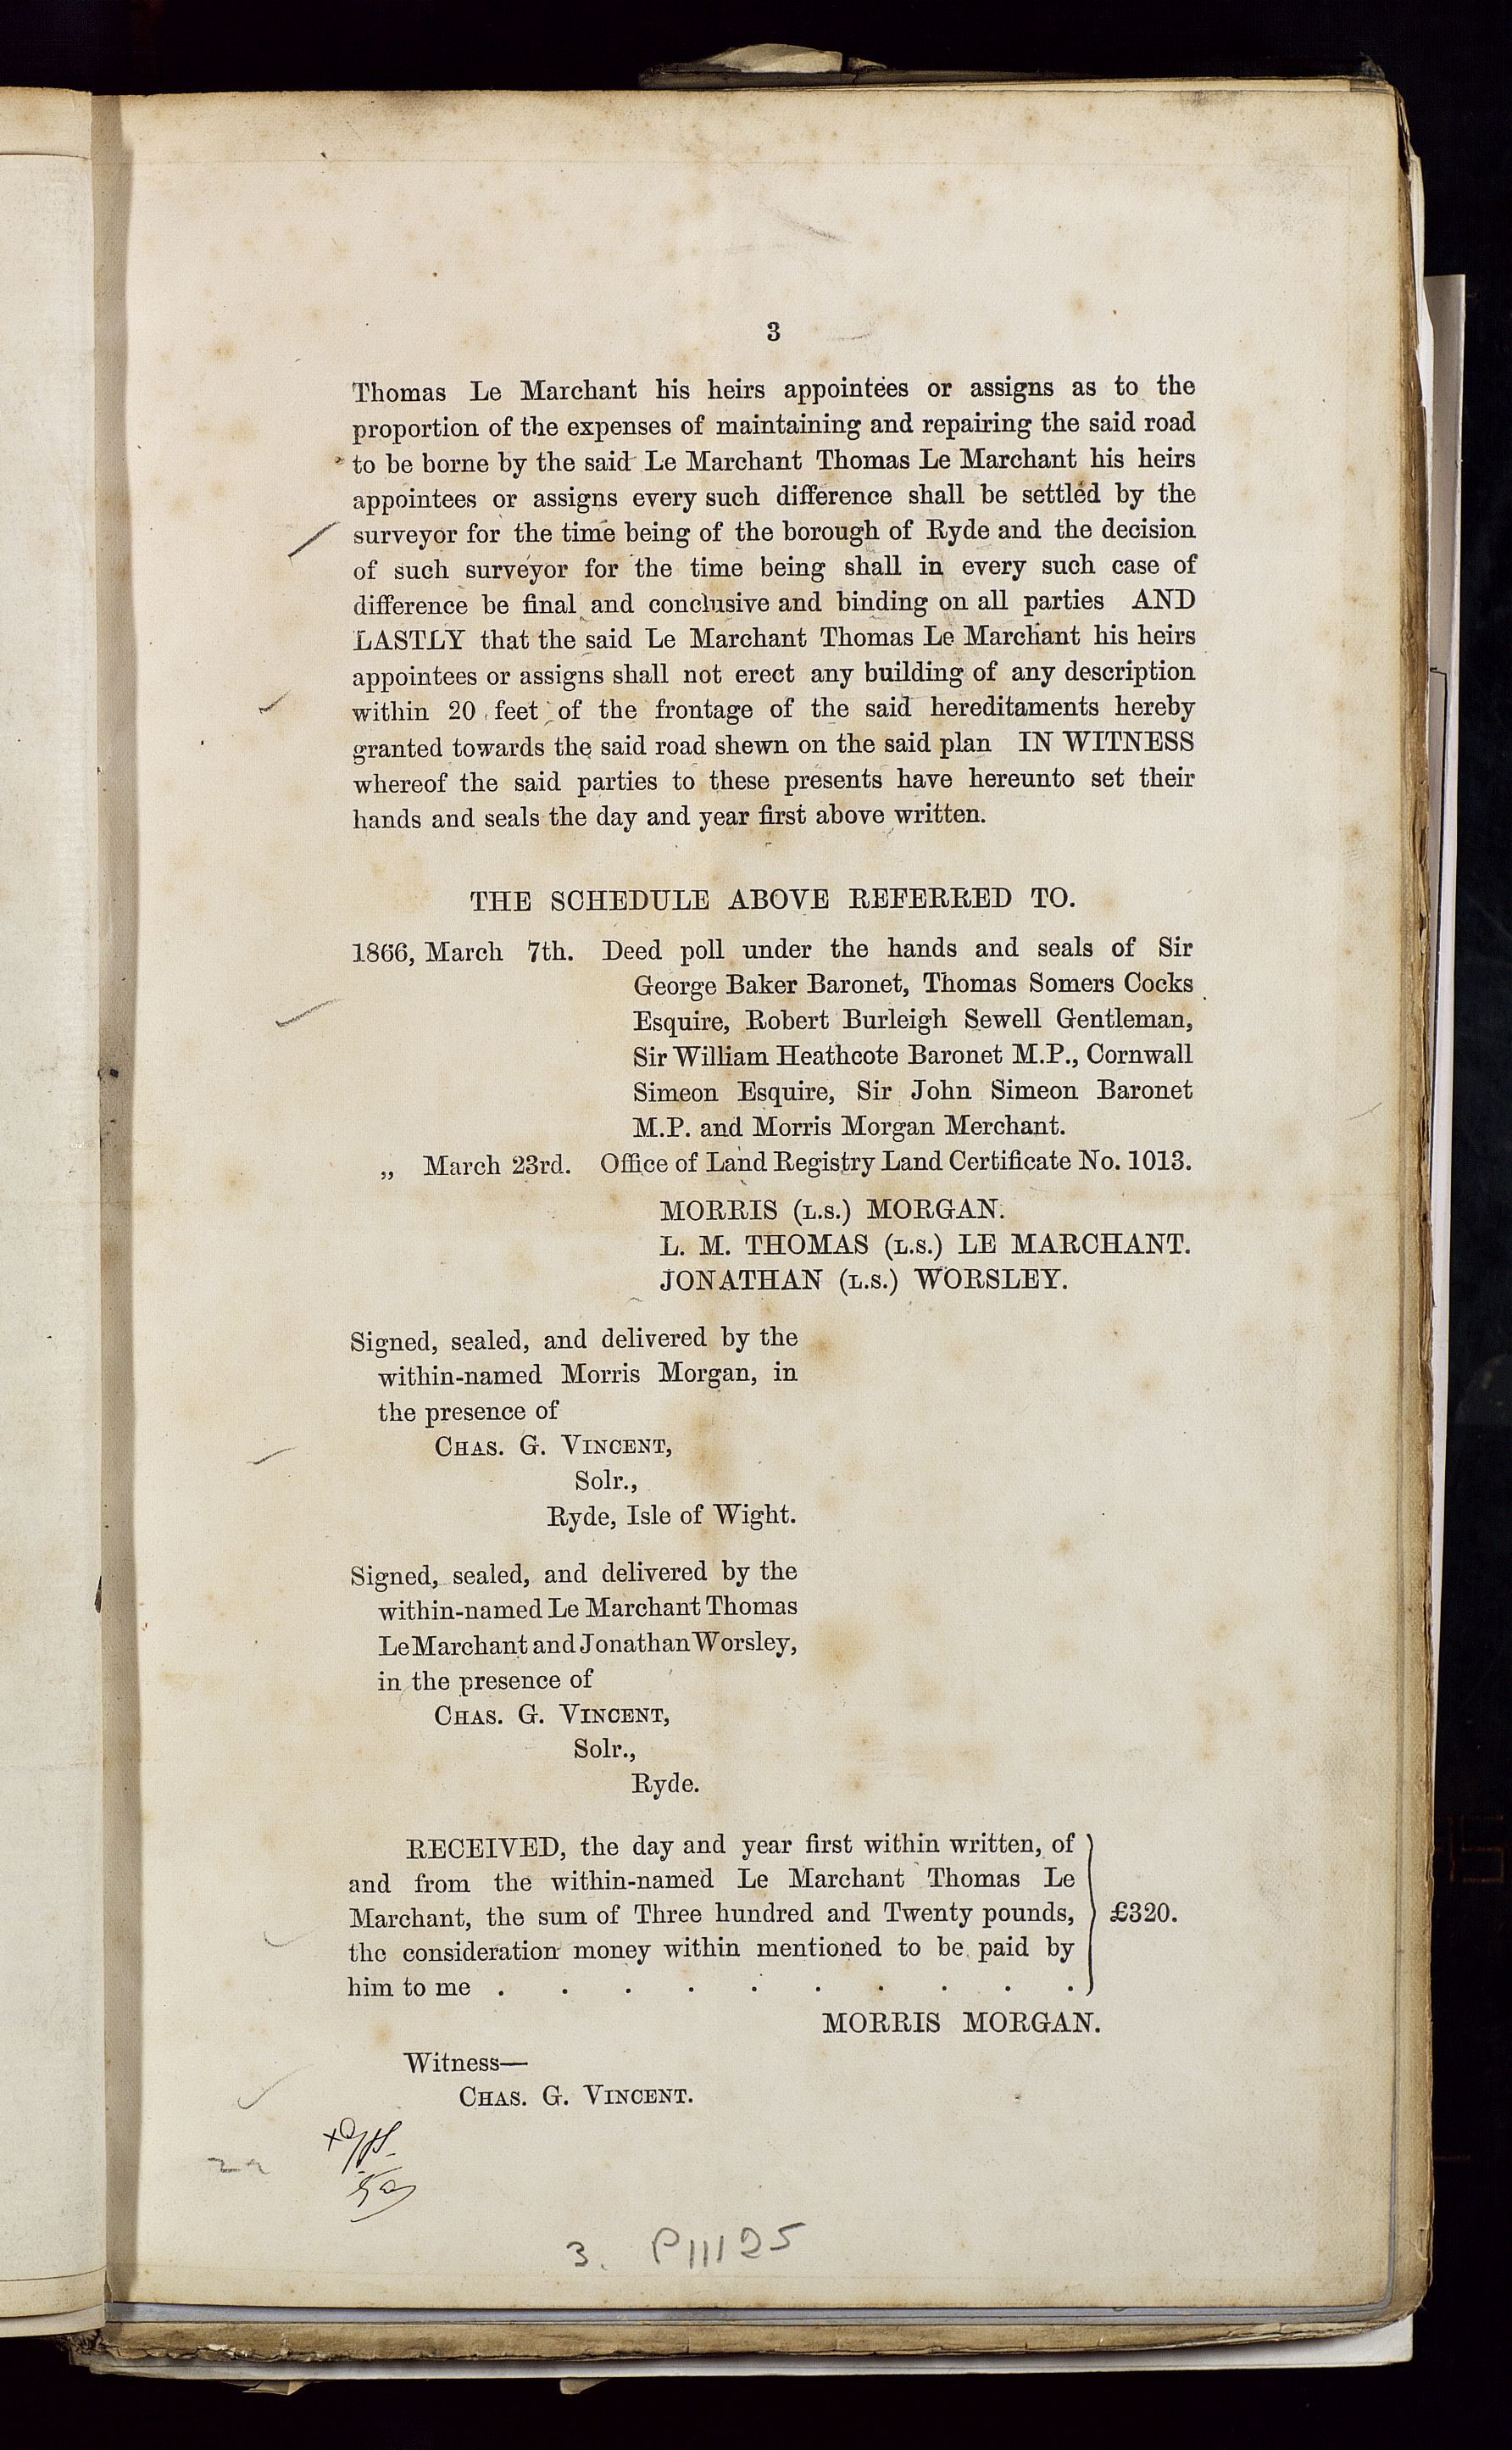 3
Thomas Le Marchant his heirs appointees or assigns as to the
proportion of the expenses of maintaining and repairing the said road
to be borne by the said Le Marchant Thomas Le Marchant his heirs
appointees or assigns every such difference shall be settled by the
surveyor for the time being of the borough of Ryde and the decision
of such surveyor for the time being shall in every such case of
difference be final and conclusive and binding on all parties AND
LASTLY that the said Le Marchant Thomas Le Marchant his heirs
appointees or assigns shall not erect any building of any description
within 20 feet of the frontage of the said hereditaments hereby
granted towards the said road shewn on the said plan IN WITNESS
whereof the said parties to these presents have hereunto set their
hands and seals the day and year first above written.
THE SCHEDULE ABOVE REFERRED TO.
1866, March 7th. Deed poll under the hands and seals of Sir
George Baker Baronet, Thomas Somers Cocks
Esquire, Robert Burleigh Sewell Gentleman,
Sir William Heathcote Baronet M.P., Cornwall
Simeon Esquire, Sir John Simeon Baronet
M.P. and Morris Morgan Merchant.
„ March 23rd. Office of Land Registry Land Certificate No. 1013.
MORRIS (L.S.) MORGAN.
L. M. THOMAS (L.S.) LE MARCHANT.
JONATHAN (L.S.) WORSLEY.
Signed, sealed, and delivered by the
within-named Morris Morgan, in
the presence of
CHAS. G. VINCENT,
Solr.,
Ryde, Isle of Wight.
Signed, sealed, and delivered by the
within-named Le Marchant Thomas
Le Marchant and Jonathan Worsley,
in the presence of
CHAS. G. VINCENT,
Solr.,
Ryde.
RECEIVED, the day and year first within written, of
and from the within-named Le Marchant Thomas Le
Marchant, the sum of Three hundred and Twenty pounds, £320.
the consideration money within mentioned to be paid by
him to me . . . . . . . . . .
MORRIS MORGAN.
Witness—
CHAS. G. VINCENT.
3. P11125